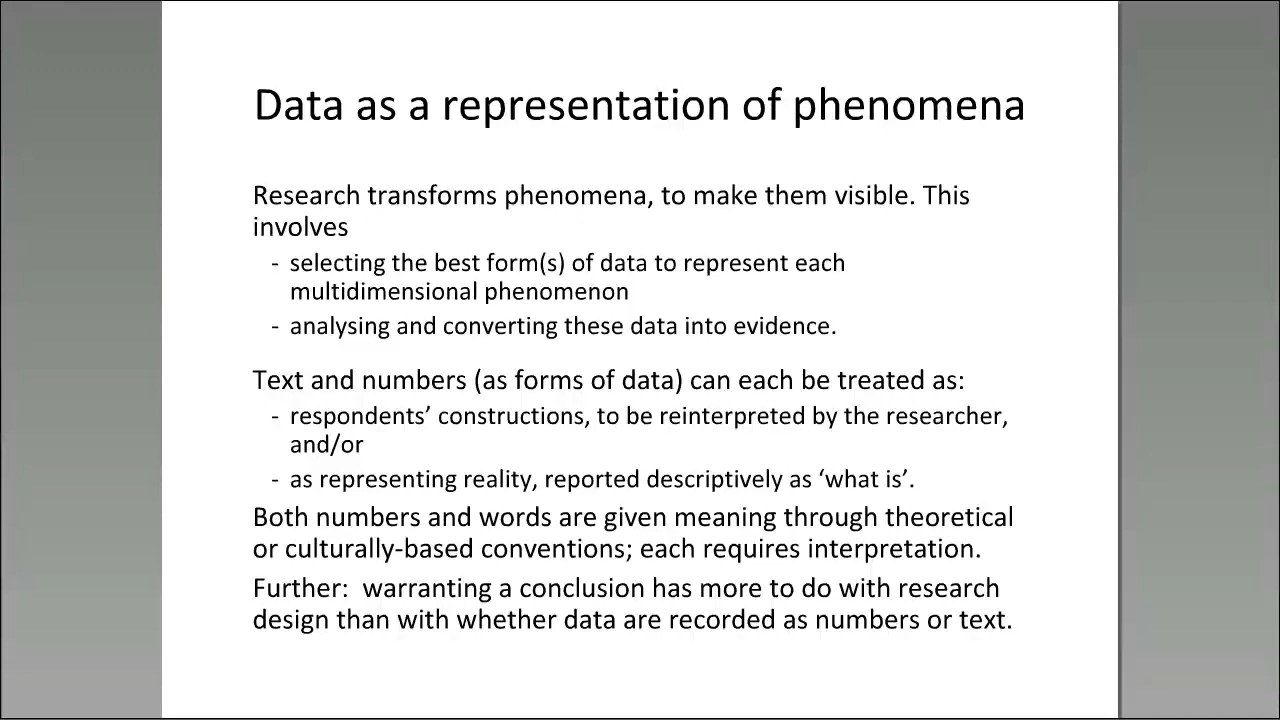 Data as a representation of phenomena
Research transforms phenomena, to make them visible. This
involves
- selecting the best form(s) of data to represent each
multidimensional phenomenon
- analysing and converting these data into evidence.
Text and numbers (as forms of data) can each be treated as:
- respondents’ constructions, to be reinterpreted by the researcher,
and/or
- as representing reality, reported descriptively as ‘what is’.
Both numbers and words are given meaning through theoretical
or culturally-based conventions; each requires interpretation.
Further:  warranting a conclusion has more to do with research
design than with whether data are recorded as numbers or text.